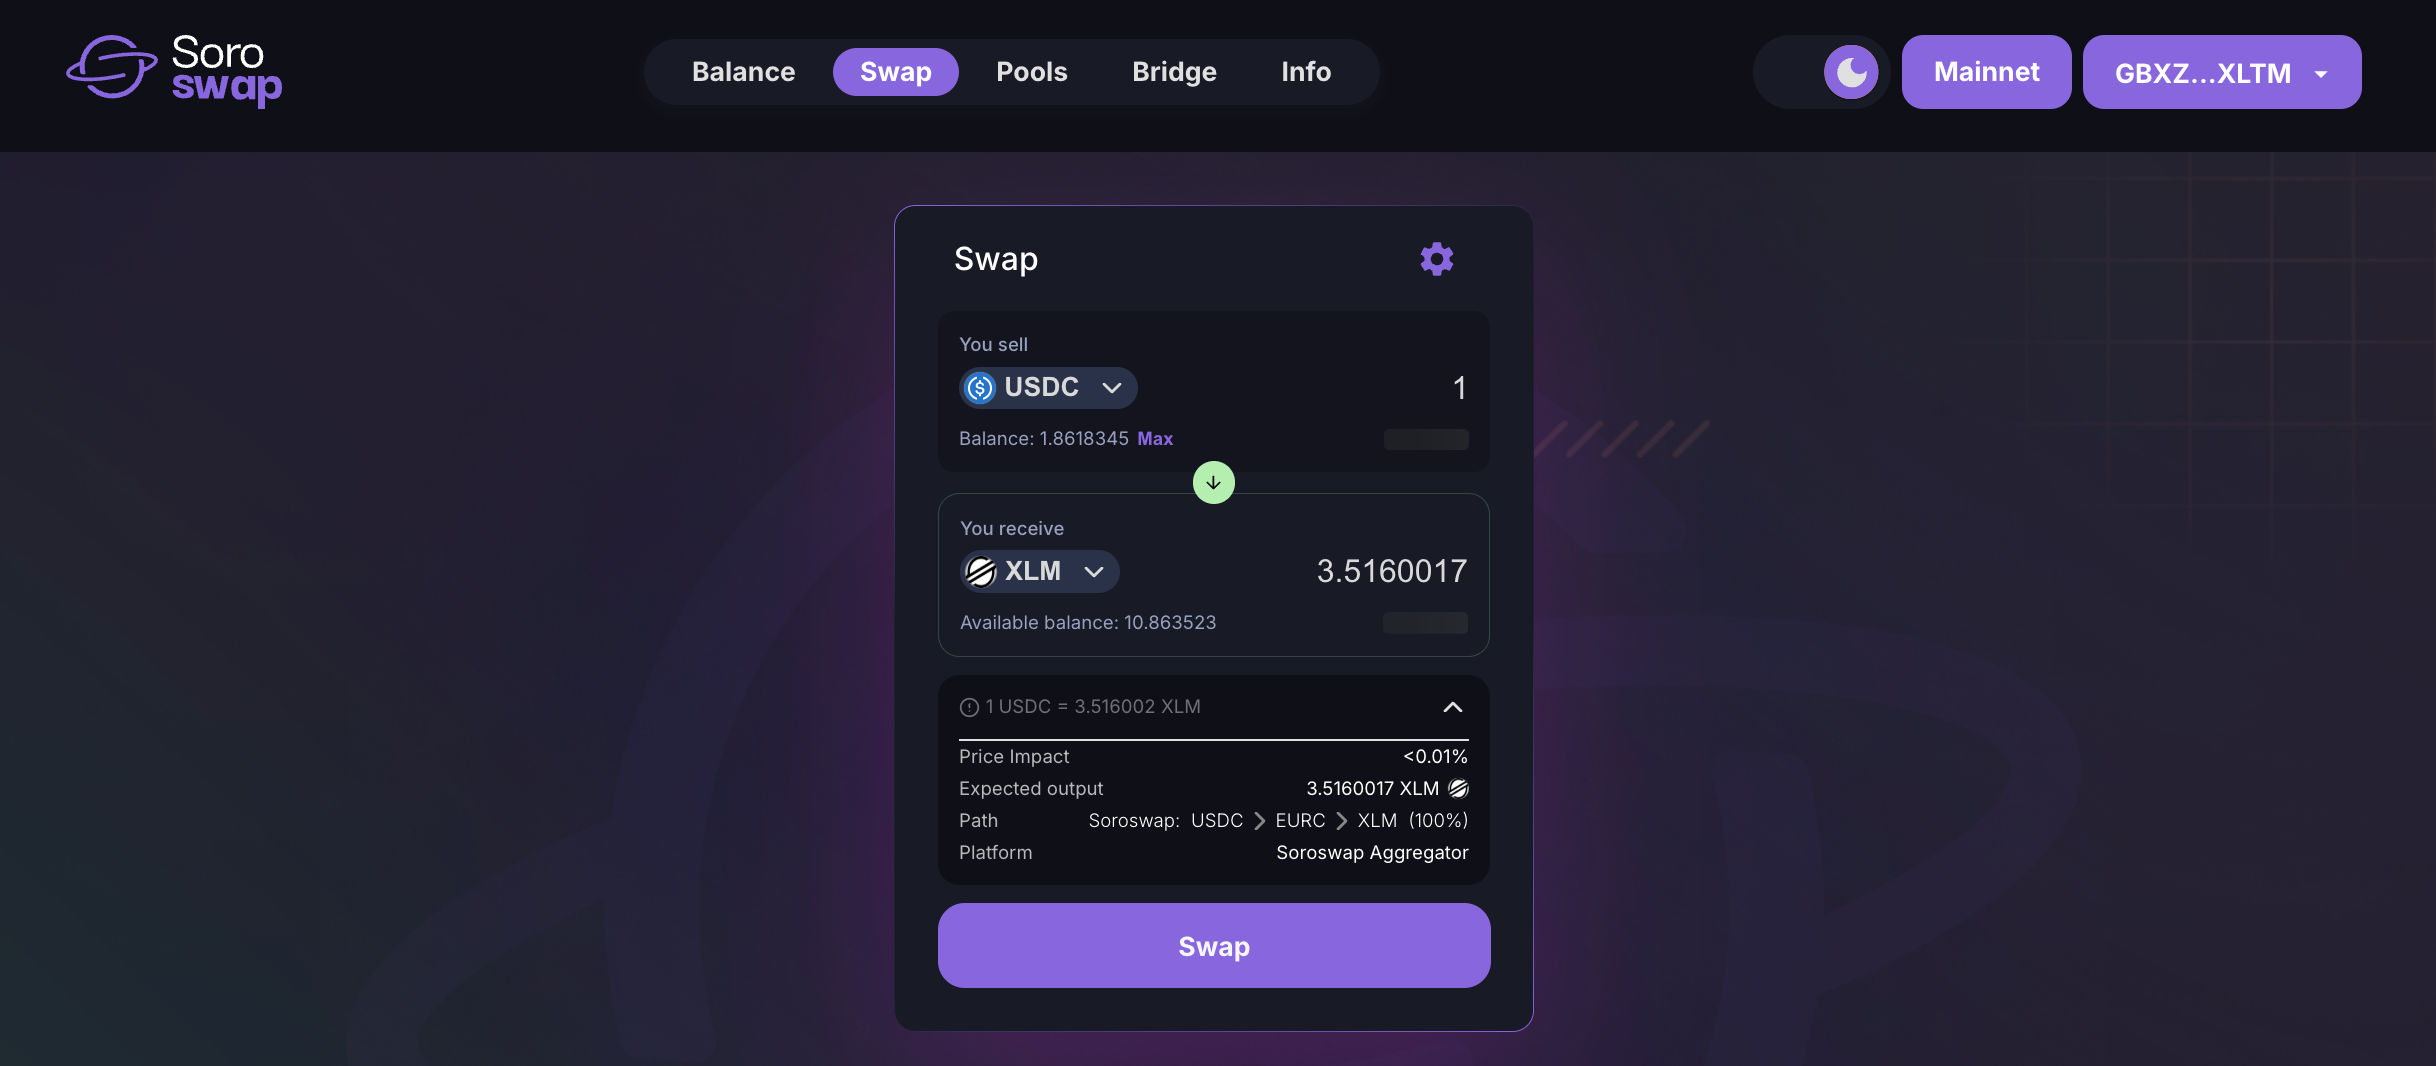 Soro
swap
Balance Swap Pools Bridge Info
Mainnet
GBXZ...XLTM
Swap
You sell
USDC
1
Balance: 1.8618345 Max
You receive
XLM
3.5160017
Available balance: 10.863523
1 USDC = 3.516002 XLM
Price Impact <0.01%
Expected output 3.5160017 XLM
Path Soroswap: USDC > EURC > XLM (100%)
Platform Soroswap Aggregator
Swap